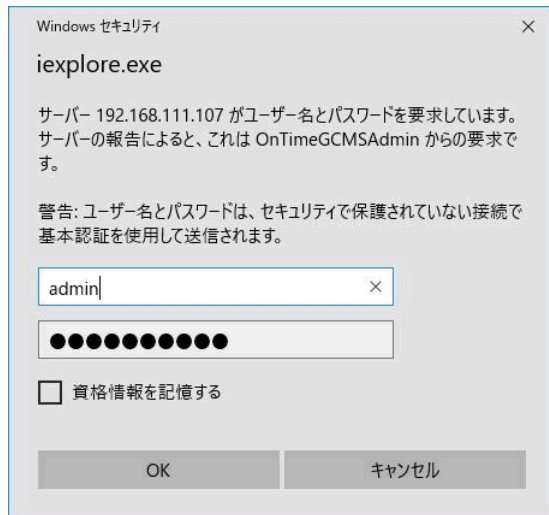 Windows セキュリティ
iexplore.exe
サーバー 192.168.111.107 がユーザー名とパスワードを要求しています。
サーバーの報告によると、これは OnTimeGCMSAdmin からの要求で
す。
警告: ユーザー名とパスワードは、セキュリティで保護されていない接続で
基本認証を使用して送信されます。
admin
●●●●●●●●●●
資格情報を記憶する
OK
キャンセル